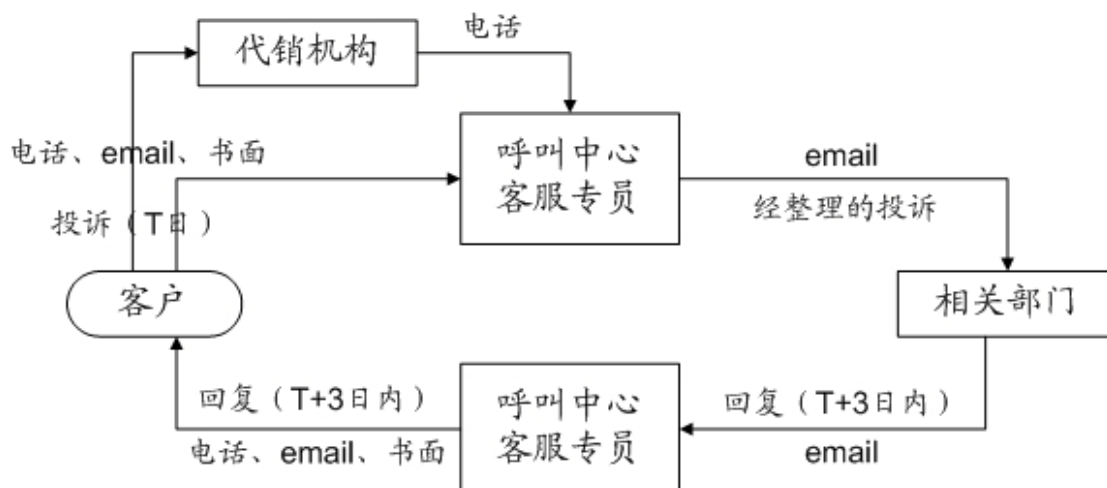 代销机构
电话
电话、email、书面
投诉（T日）
呼叫中心
客服专员
email
经整理的投诉
客户
相关部门
回复（T+3日内）
电话、email、书面
呼叫中心
客服专员
回复（T+3日内）
email